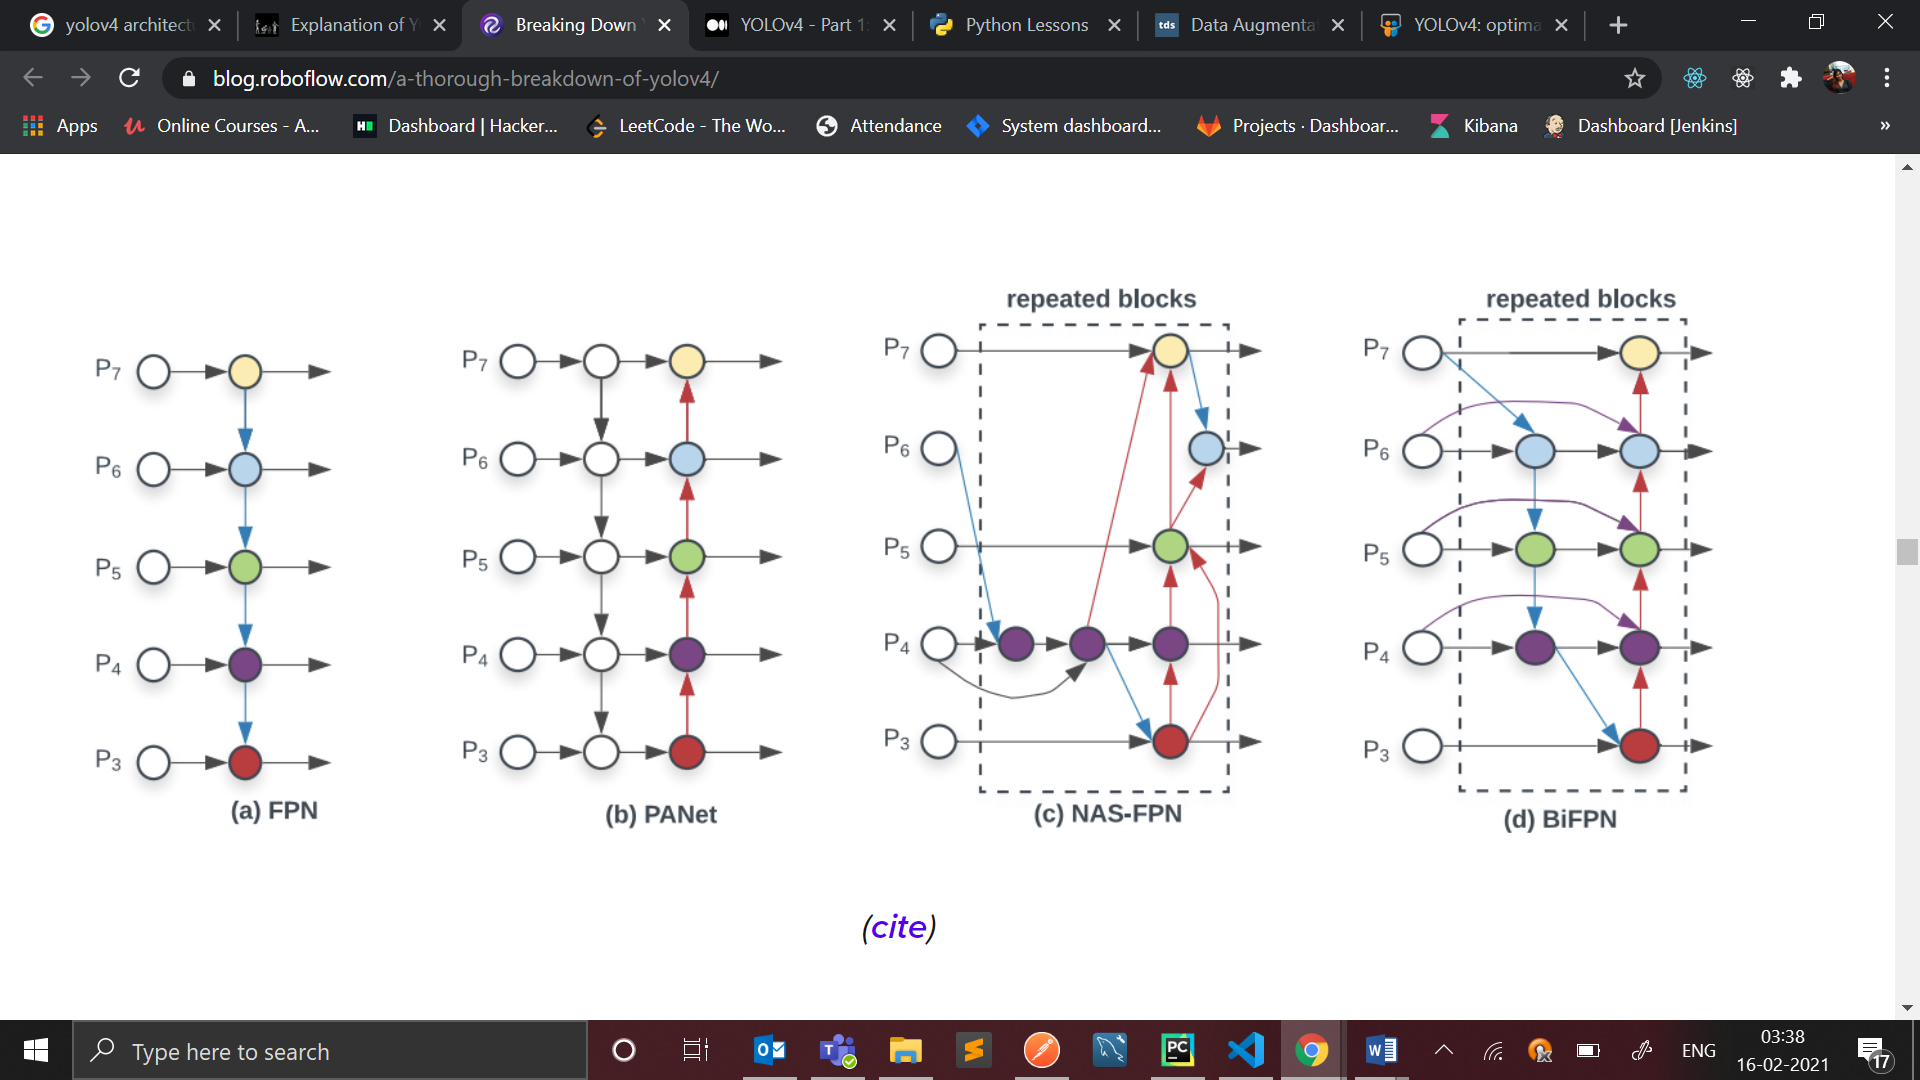 yolov4 architect
Explanation of Y
Breaking Down
YOLOv4 - Part 1
Python Lessons
tds
Data Augmenta
YOLOv4: optima
blog.roboflow.com/a-thorough-breakdown-of-yolov4/
Apps
Online Courses - A...
Dashboard | Hacker...
LeetCode - The Wo...
Attendance
System dashboard...
Projects · Dashboar...
Kibana
Dashboard [Jenkins]
»
P7
P6
P5
P4
P3
(a) FPN
P7
P6
P5
P4
P3
(b) PANet
repeated blocks
P7
P6
P5
P4
P3
(c) NAS-FPN
repeated blocks
P7
P6
P5
P4
P3
(d) BiFPN
(cite)
Type here to search
ENG
03:38
16-02-2021
17